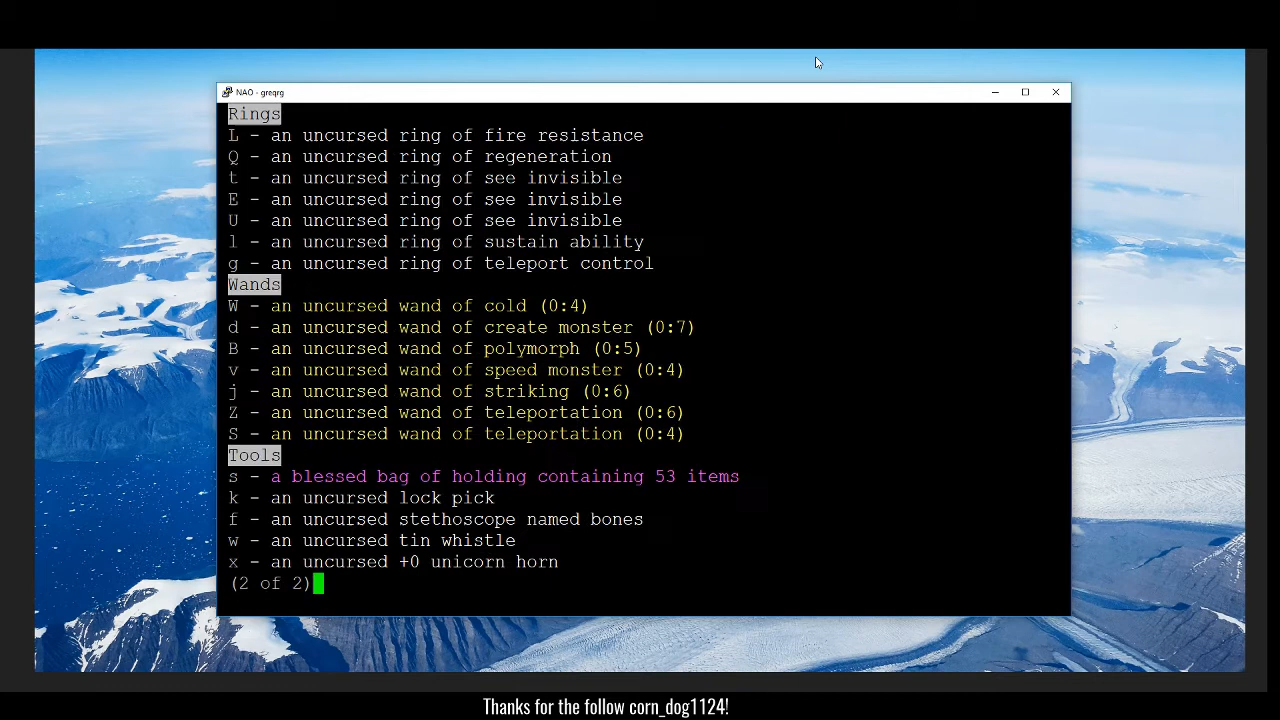 NAO - greqrg
Rings
L - an uncursed ring of fire resistance
Q - an uncursed ring of regeneration
t - an uncursed ring of see invisible
E - an uncursed ring of see invisible
U - an uncursed ring of see invisible
l - an uncursed ring of sustain ability
g - an uncursed ring of teleport control
Wands
W - an uncursed wand of cold (0:4)
d - an uncursed wand of create monster (0:7)
B - an uncursed wand of polymorph (0:5)
v - an uncursed wand of speed monster (0:4)
j - an uncursed wand of striking (0:6)
Z - an uncursed wand of teleportation (0:6)
S - an uncursed wand of teleportation (0:4)
Tools
s - a blessed bag of holding containing 53 items
k - an uncursed lock pick
f - an uncursed stethoscope named bones
w - an uncursed tin whistle
x - an uncursed +0 unicorn horn
(2 of 2)
Thanks for the follow corn_dog1124!